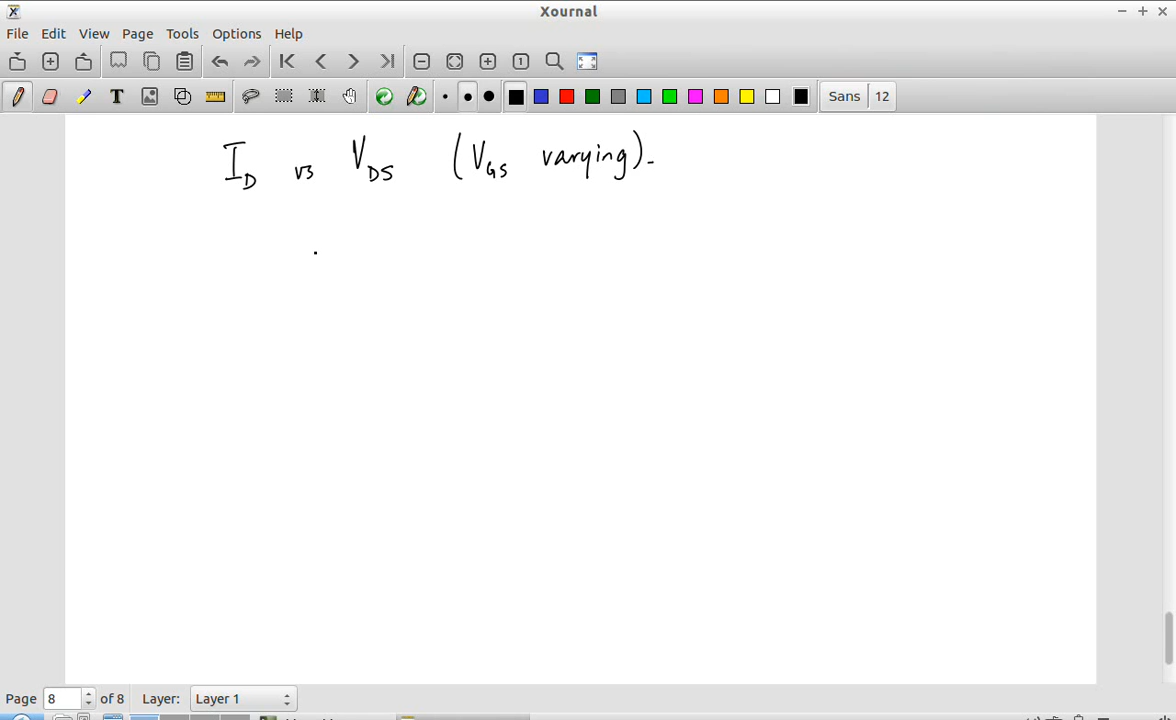 Xournal
File Edit View Page Tools Options Help
Sans 12
I_D vs V_DS (V_GS varying).
Page 8 of 8 Layer: Layer 1